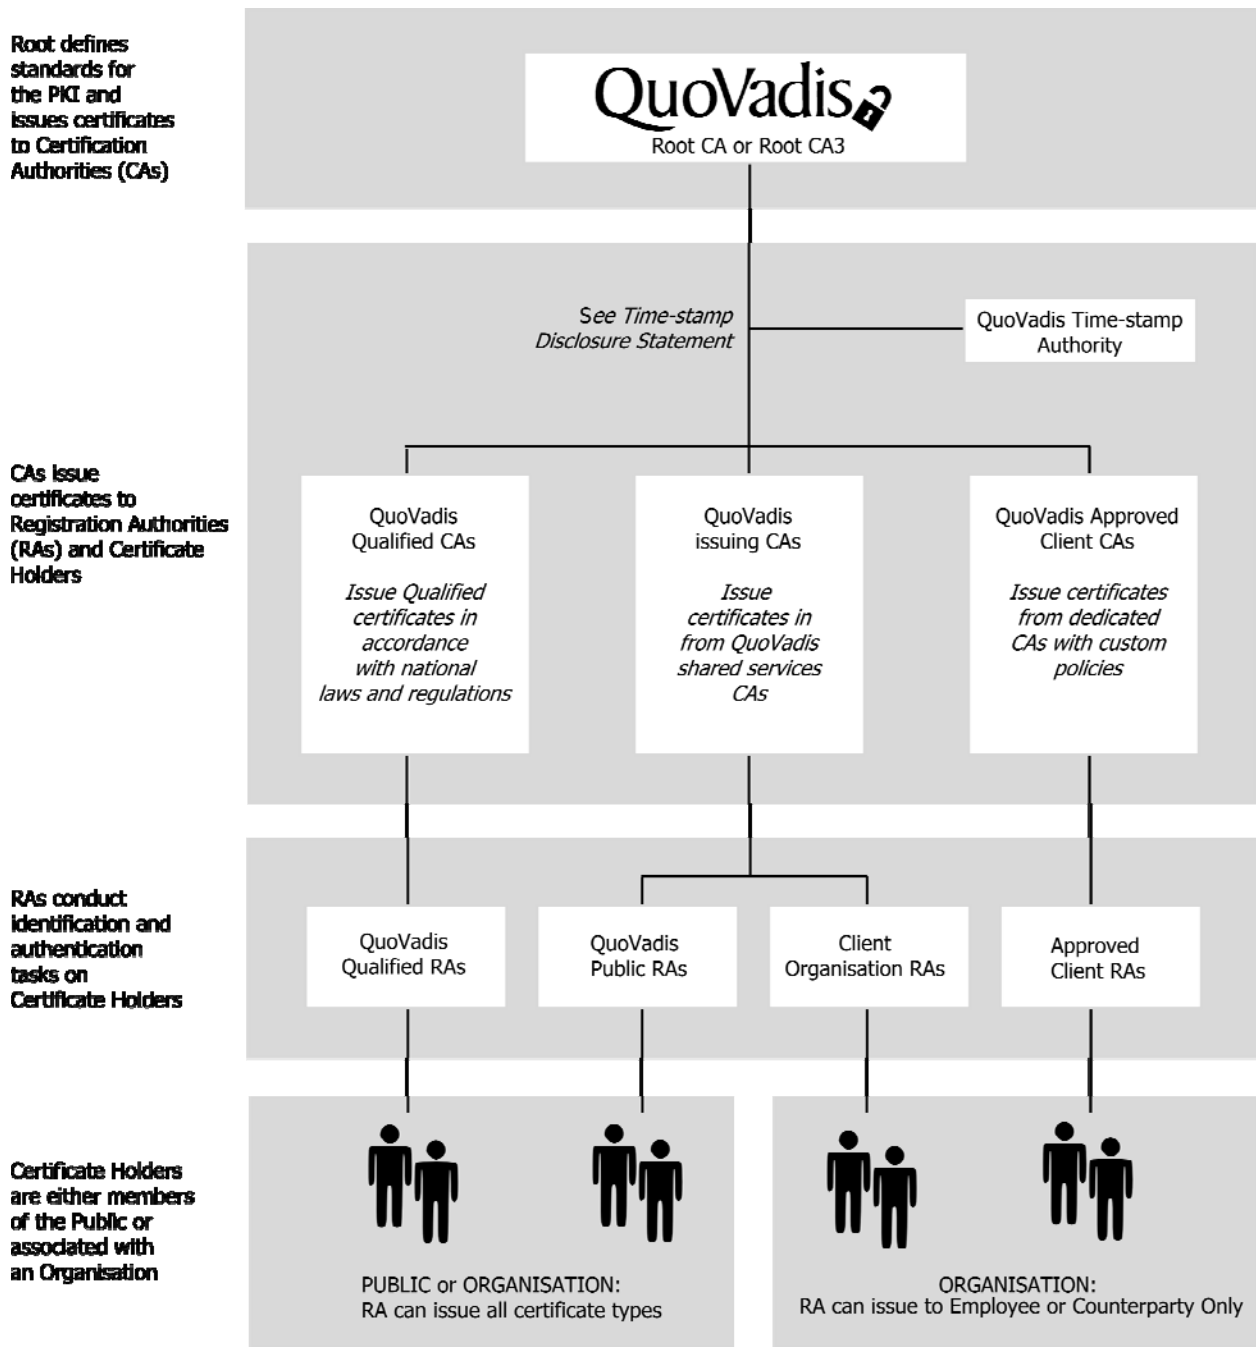 Root defines
standards for
the PKI and
issues certificates
to Certification
Authorities (CAs)
QuoVadis
Root CA or Root CA3
See Time-stamp
Disclosure Statement
QuoVadis Time-stamp
Authority
CAs issue
certificates to
Registration Authorities
(RAs) and Certificate
Holders
QuoVadis
Qualified CAs
Issue Qualified
certificates in
accordance
with national
laws and regulations
QuoVadis
issuing CAs
Issue
certificates in
from QuoVadis
shared services
CAs
QuoVadis Approved
Client CAs
Issue certificates
from dedicated
CAs with custom
policies
RAs conduct
identification and
authentication
tasks on
Certificate Holders
QuoVadis
Qualified RAs
QuoVadis
Public RAs
Client
Organisation RAs
Approved
Client RAs
Certificate Holders
are either members
of the Public or
associated with
an Organisation
PUBLIC or ORGANISATION:
RA can issue all certificate types
ORGANISATION:
RA can issue to Employee or Counterparty Only